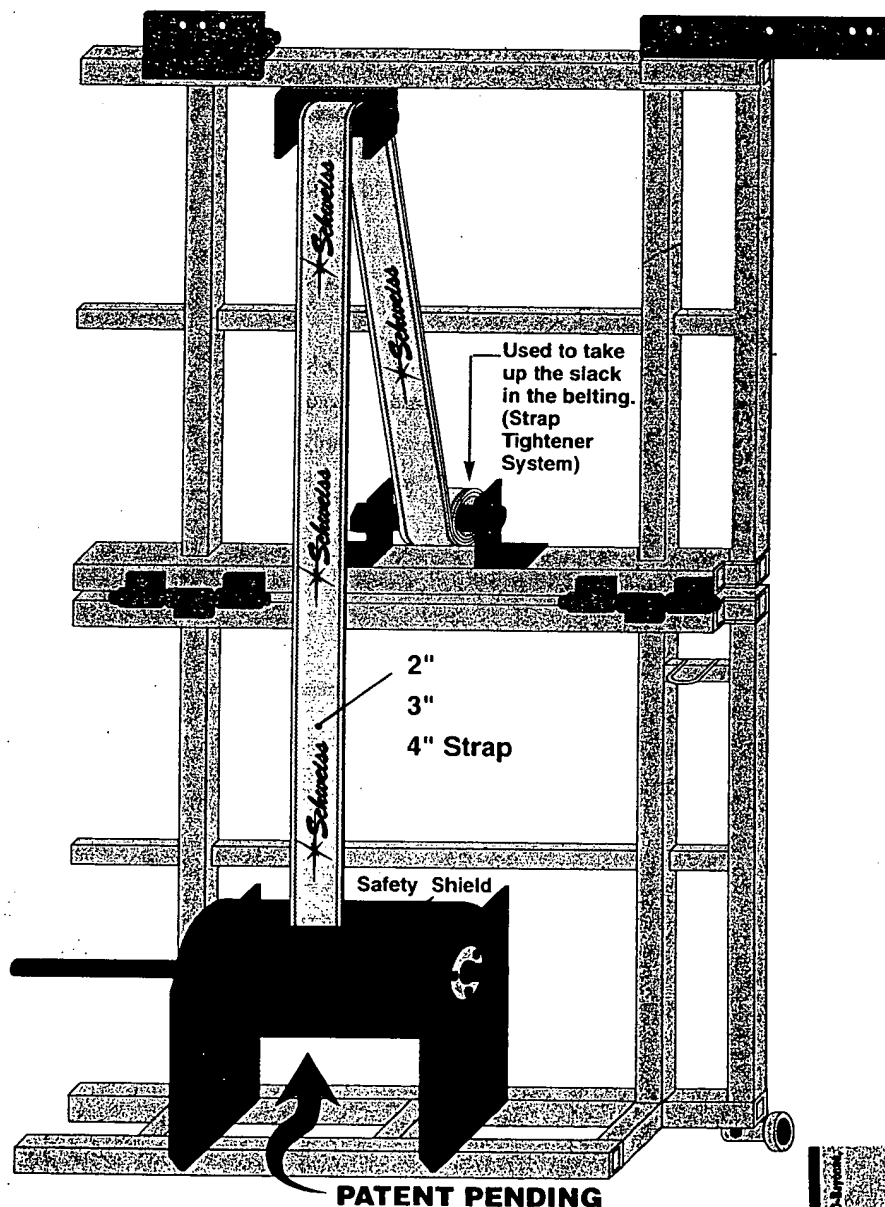 Schweiss
Schweiss
Used to take
up the slack
in the belting.
(Strap
Tightener
System)
Schweiss
2"
3"
4" Strap
Schweiss
Safety Shield
PATENT PENDING